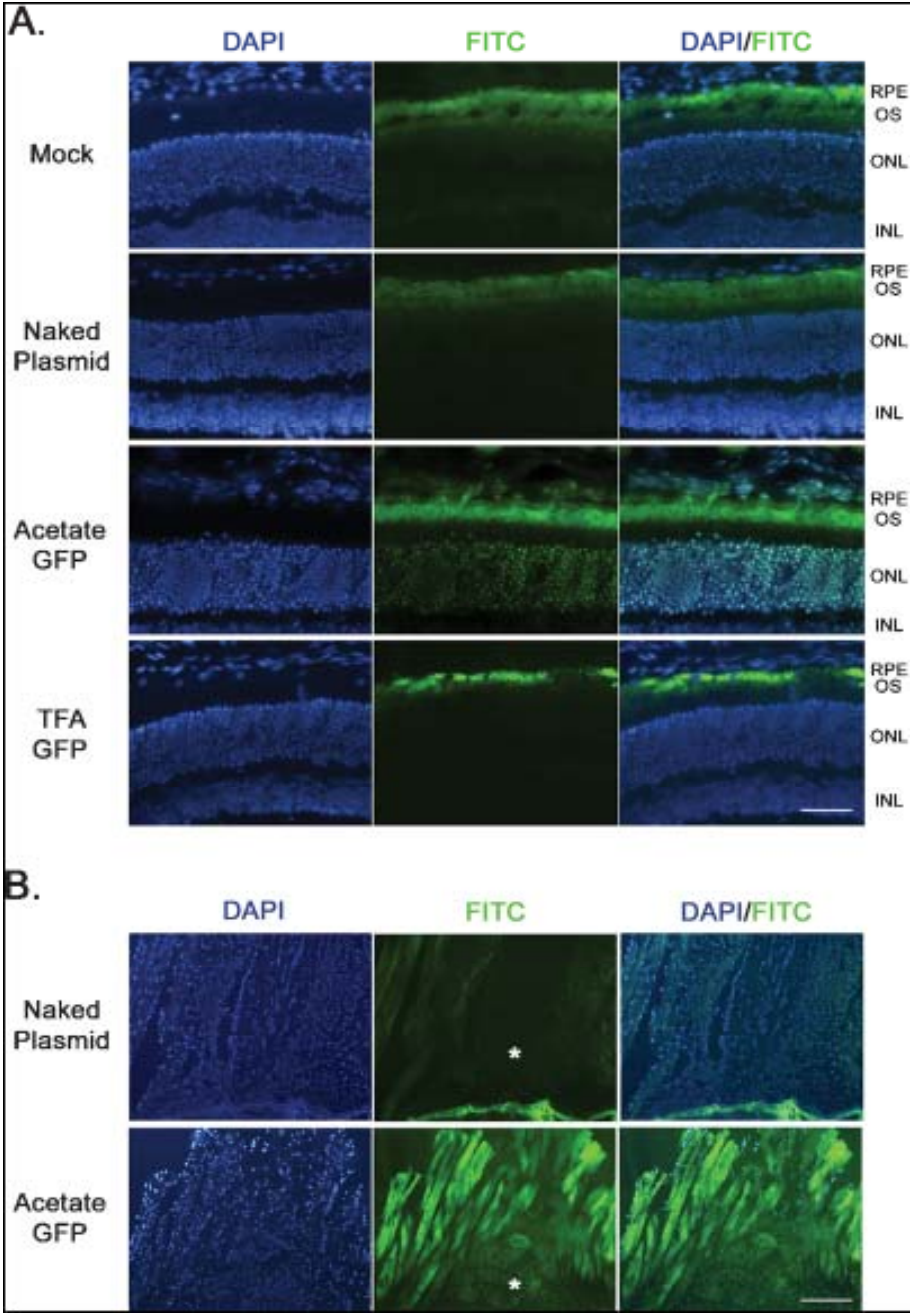 A.
DAPI FITC DAPI/FITC
Mock
RPE
OS
ONL
INL
Naked
Plasmid
RPE
OS
ONL
INL
Acetate
GFP
RPE
OS
ONL
INL
TFA
GFP
RPE
OS
ONL
INL
B.
DAPI FITC DAPI/FITC
Naked
Plasmid
*
Acetate
GFP
*